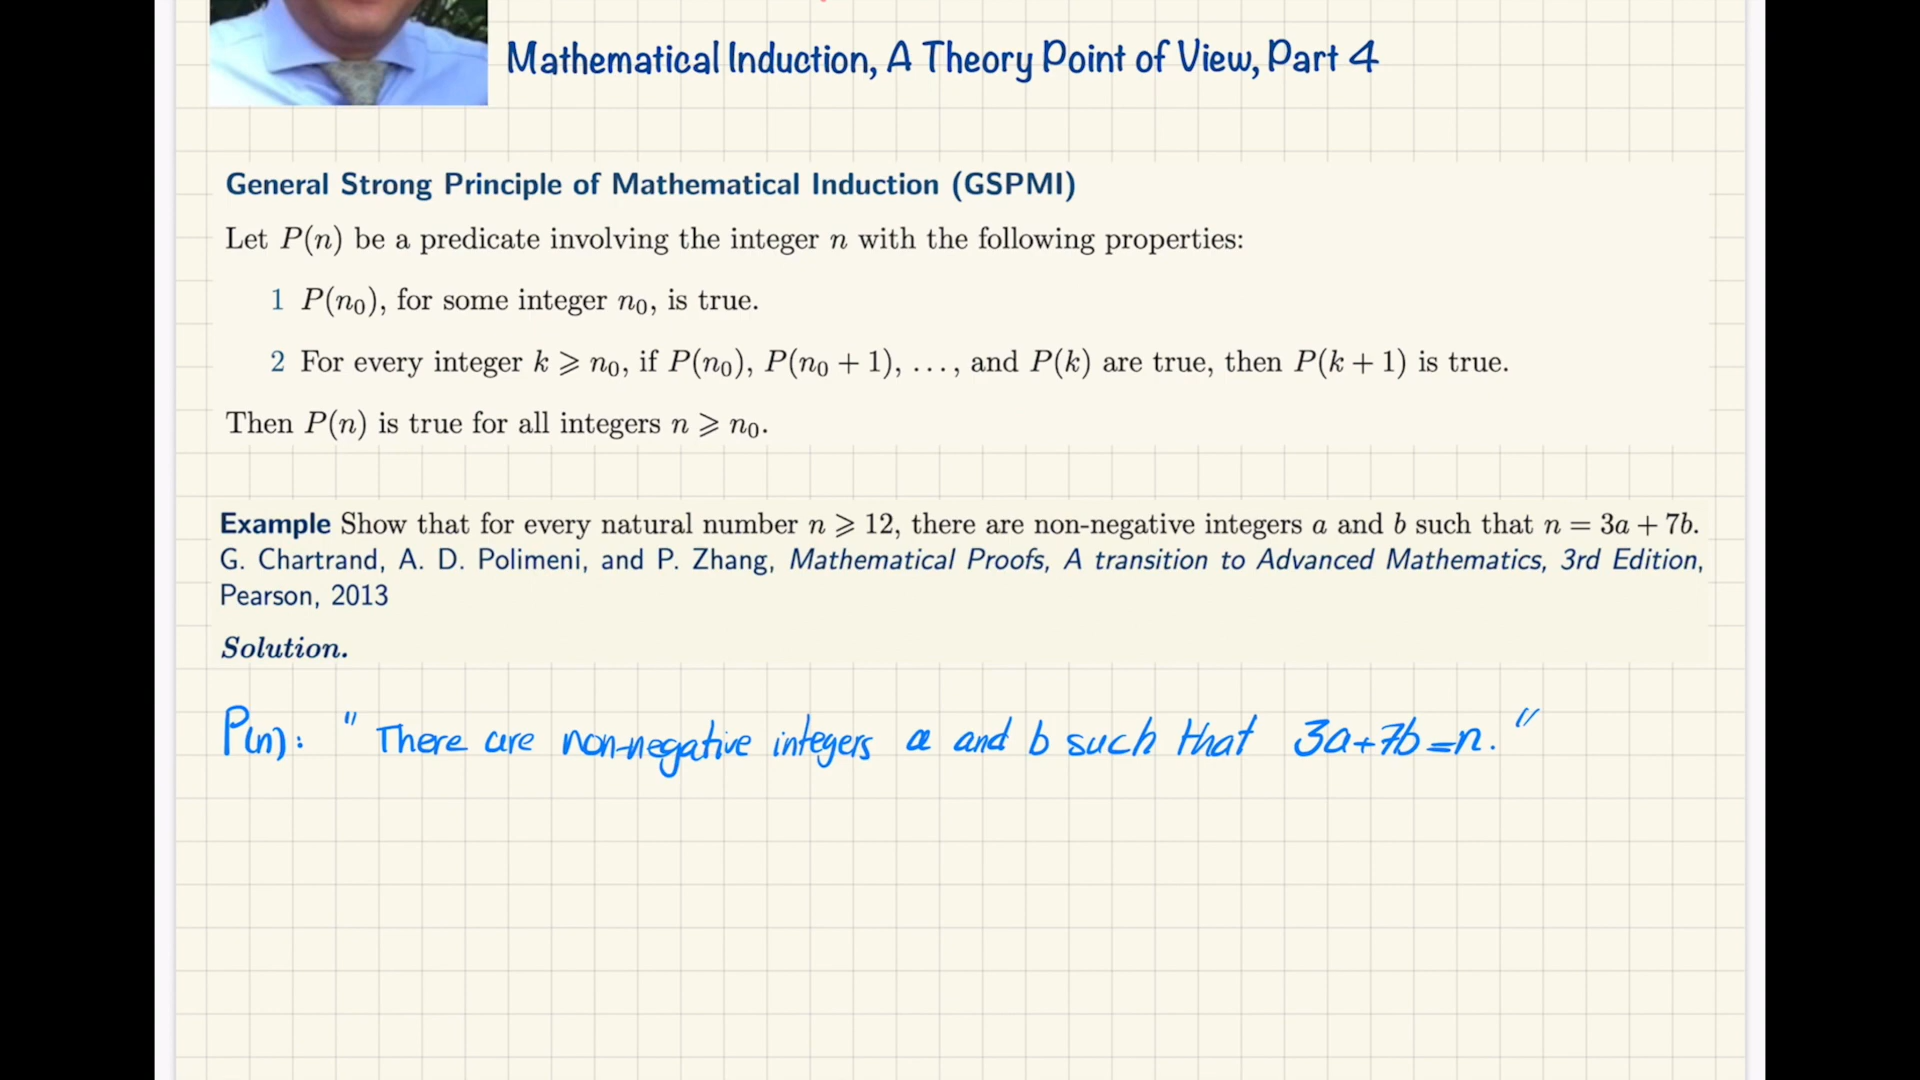 Mathematical Induction, A Theory Point of View, Part 4
General Strong Principle of Mathematical Induction (GSPMI)
Let P(n) be a predicate involving the integer n with the following properties:
1 P(n₀), for some integer n₀, is true.
2 For every integer k ⩾ n₀, if P(n₀), P(n₀ + 1), …, and P(k) are true, then P(k + 1) is true.
Then P(n) is true for all integers n ⩾ n₀.
Example Show that for every natural number n ⩾ 12, there are non-negative integers a and b such that n = 3a + 7b.
G. Chartrand, A. D. Polimeni, and P. Zhang, Mathematical Proofs, A transition to Advanced Mathematics, 3rd Edition,
Pearson, 2013
Solution.
P(n): " There are non-negative integers a and b such that 3a+7b=n. "